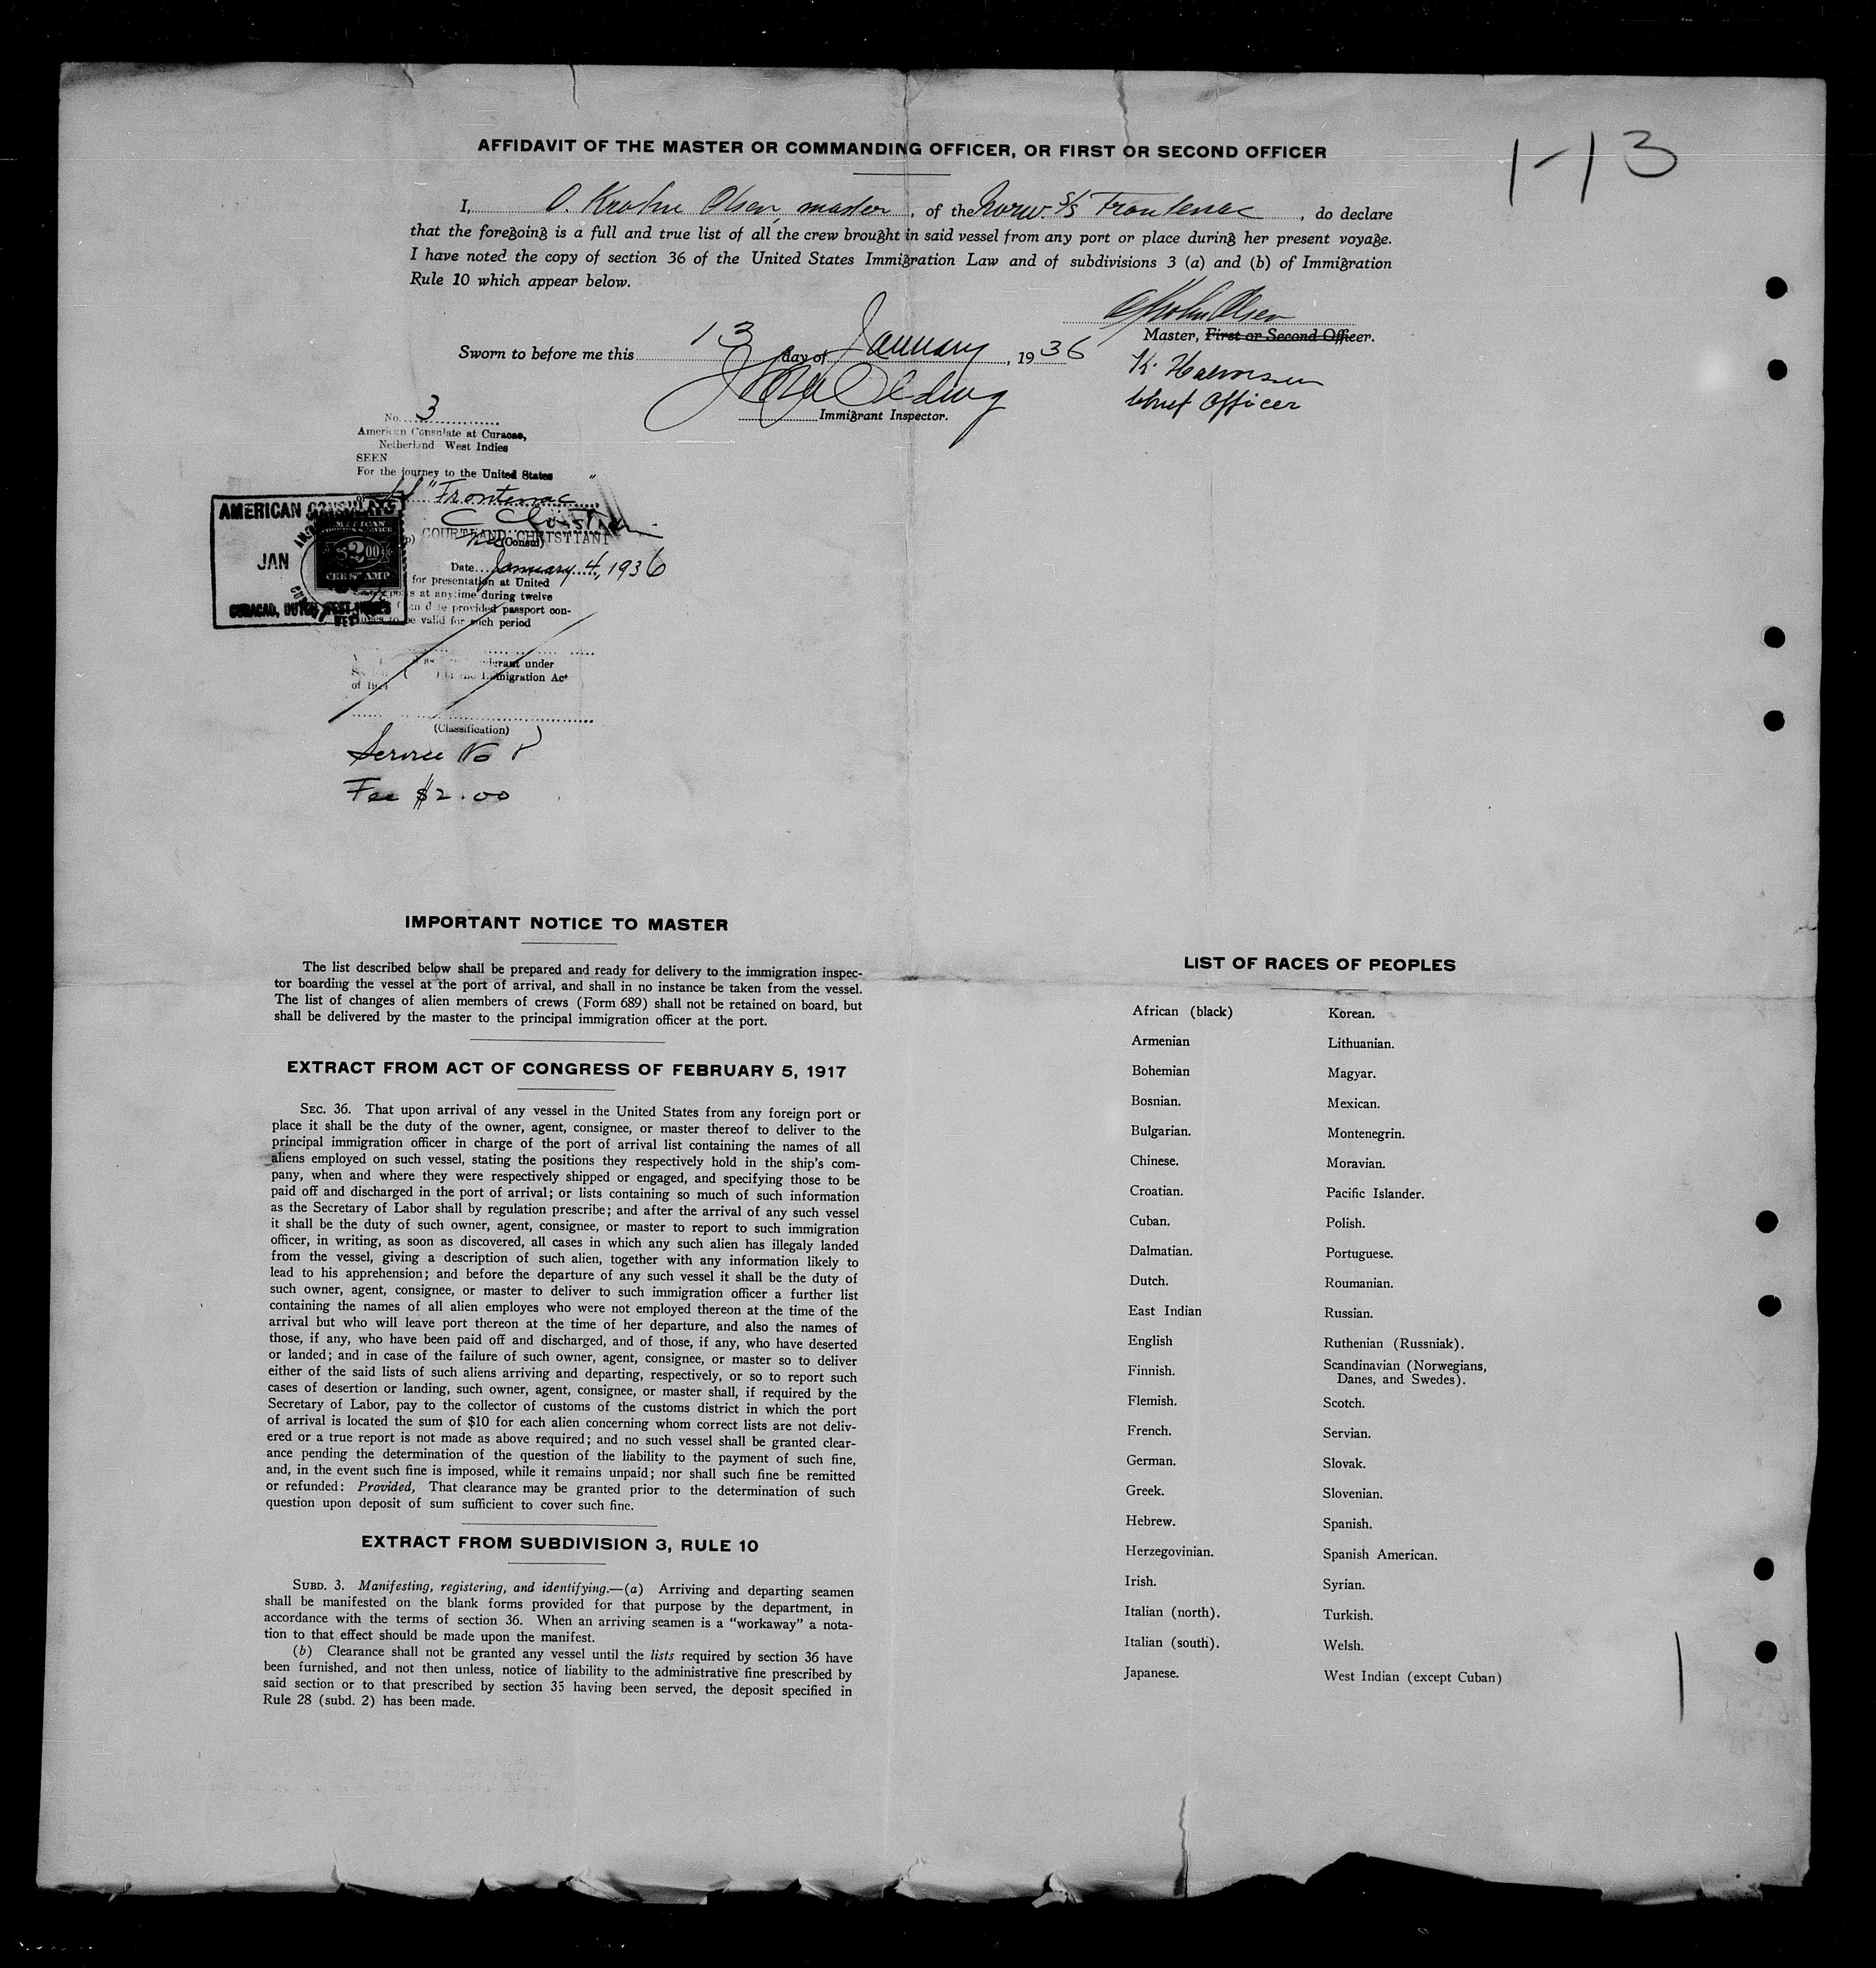 AFFIDAVIT OF THE MASTER OR COMMANDING OFFICER, OR FIRST OR SECOND OFFICER
1-13
I, O. Krohn Olsen, master, of the Norw. S/S Frontenac, do declare
that the foregoing is a full and true list of all the crew brought in said vessel from any port or place during her present voyage.
I have noted the copy of section 36 of the United States Immigration Law and of subdivisions 3 (a) and (b) of Immigration
Rule 10 which appear below.
O Krohn Olsen
Master, First or Second Officer.
Sworn to before me this 13 day of January, 1936
K. Halvorsen
Chief Officer
Immigrant Inspector.
No. 3
American Consulate at Curacao,
Netherland West Indies
SEEN
For the journey to the United States
"Frontenac"
COURTLAND CHRISTIANI
(Consul)
Date January 4, 1936
for presentation at United
at anytime during twelve
provided passport con-
be valid for such period
AMERICAN CONSULATE
JAN
AMERICAN
$2.00
FEE STAMP
CURACAO, DUTCH WEST INDIES
under
Immigration Act
of
(Classification)
Service No
Fee $2.00
IMPORTANT NOTICE TO MASTER
The list described below shall be prepared and ready for delivery to the immigration inspec-
tor boarding the vessel at the port of arrival, and shall in no instance be taken from the vessel.
The list of changes of alien members of crews (Form 689) shall not be retained on board, but
shall be delivered by the master to the principal immigration officer at the port.
EXTRACT FROM ACT OF CONGRESS OF FEBRUARY 5, 1917
SEC. 36. That upon arrival of any vessel in the United States from any foreign port or
place it shall be the duty of the owner, agent, consignee, or master thereof to deliver to the
principal immigration officer in charge of the port of arrival list containing the names of all
aliens employed on such vessel, stating the positions they respectively hold in the ship's com-
pany, when and where they were respectively shipped or engaged, and specifying those to be
paid off and discharged in the port of arrival; or lists containing so much of such information
as the Secretary of Labor shall by regulation prescribe; and after the arrival of any such vessel
it shall be the duty of such owner, agent, consignee, or master to report to such immigration
officer, in writing, as soon as discovered, all cases in which any such alien has illegaly landed
from the vessel, giving a description of such alien, together with any information likely to
lead to his apprehension; and before the departure of any such vessel it shall be the duty of
such owner, agent, consignee, or master to deliver to such immigration officer a further list
containing the names of all alien employes who were not employed thereon at the time of the
arrival but who will leave port thereon at the time of her departure, and also the names of
those, if any, who have been paid off and discharged, and of those, if any, who have deserted
or landed; and in case of the failure of such owner, agent, consignee, or master so to deliver
either of the said lists of such aliens arriving and departing, respectively, or so to report such
cases of desertion or landing, such owner, agent, consignee, or master shall, if required by the
Secretary of Labor, pay to the collector of customs of the customs district in which the port
of arrival is located the sum of $10 for each alien concerning whom correct lists are not deliv-
ered or a true report is not made as above required; and no such vessel shall be granted clear-
ance pending the determination of the question of the liability to the payment of such fine,
and, in the event such fine is imposed, while it remains unpaid; nor shall such fine be remitted
or refunded: Provided, That clearance may be granted prior to the determination of such
question upon deposit of sum sufficient to cover such fine.
EXTRACT FROM SUBDIVISION 3, RULE 10
SUBD. 3. Manifesting, registering, and identifying.—(a) Arriving and departing seamen
shall be manifested on the blank forms provided for that purpose by the department, in
accordance with the terms of section 36. When an arriving seamen is a "workaway" a nota-
tion to that effect should be made upon the manifest.
(b) Clearance shall not be granted any vessel until the lists required by section 36 have
been furnished, and not then unless, notice of liability to the administrative fine prescribed by
said section or to that prescribed by section 35 having been served, the deposit specified in
Rule 28 (subd. 2) has been made.
LIST OF RACES OF PEOPLES
African (black)
Armenian
Bohemian
Bosnian.
Bulgarian.
Chinese.
Croatian.
Cuban.
Dalmatian.
Dutch.
East Indian
English
Finnish.
Flemish.
French.
German.
Greek.
Hebrew.
Herzegovinian.
Irish.
Italian (north).
Italian (south).
Japanese.
Korean.
Lithuanian.
Magyar.
Mexican.
Montenegrin.
Moravian.
Pacific Islander.
Polish.
Portuguese.
Roumanian.
Russian.
Ruthenian (Russniak).
Scandinavian (Norwegians,
Danes, and Swedes).
Scotch.
Servian.
Slovak.
Slovenian.
Spanish.
Spanish American.
Syrian.
Turkish.
Welsh.
West Indian (except Cuban)